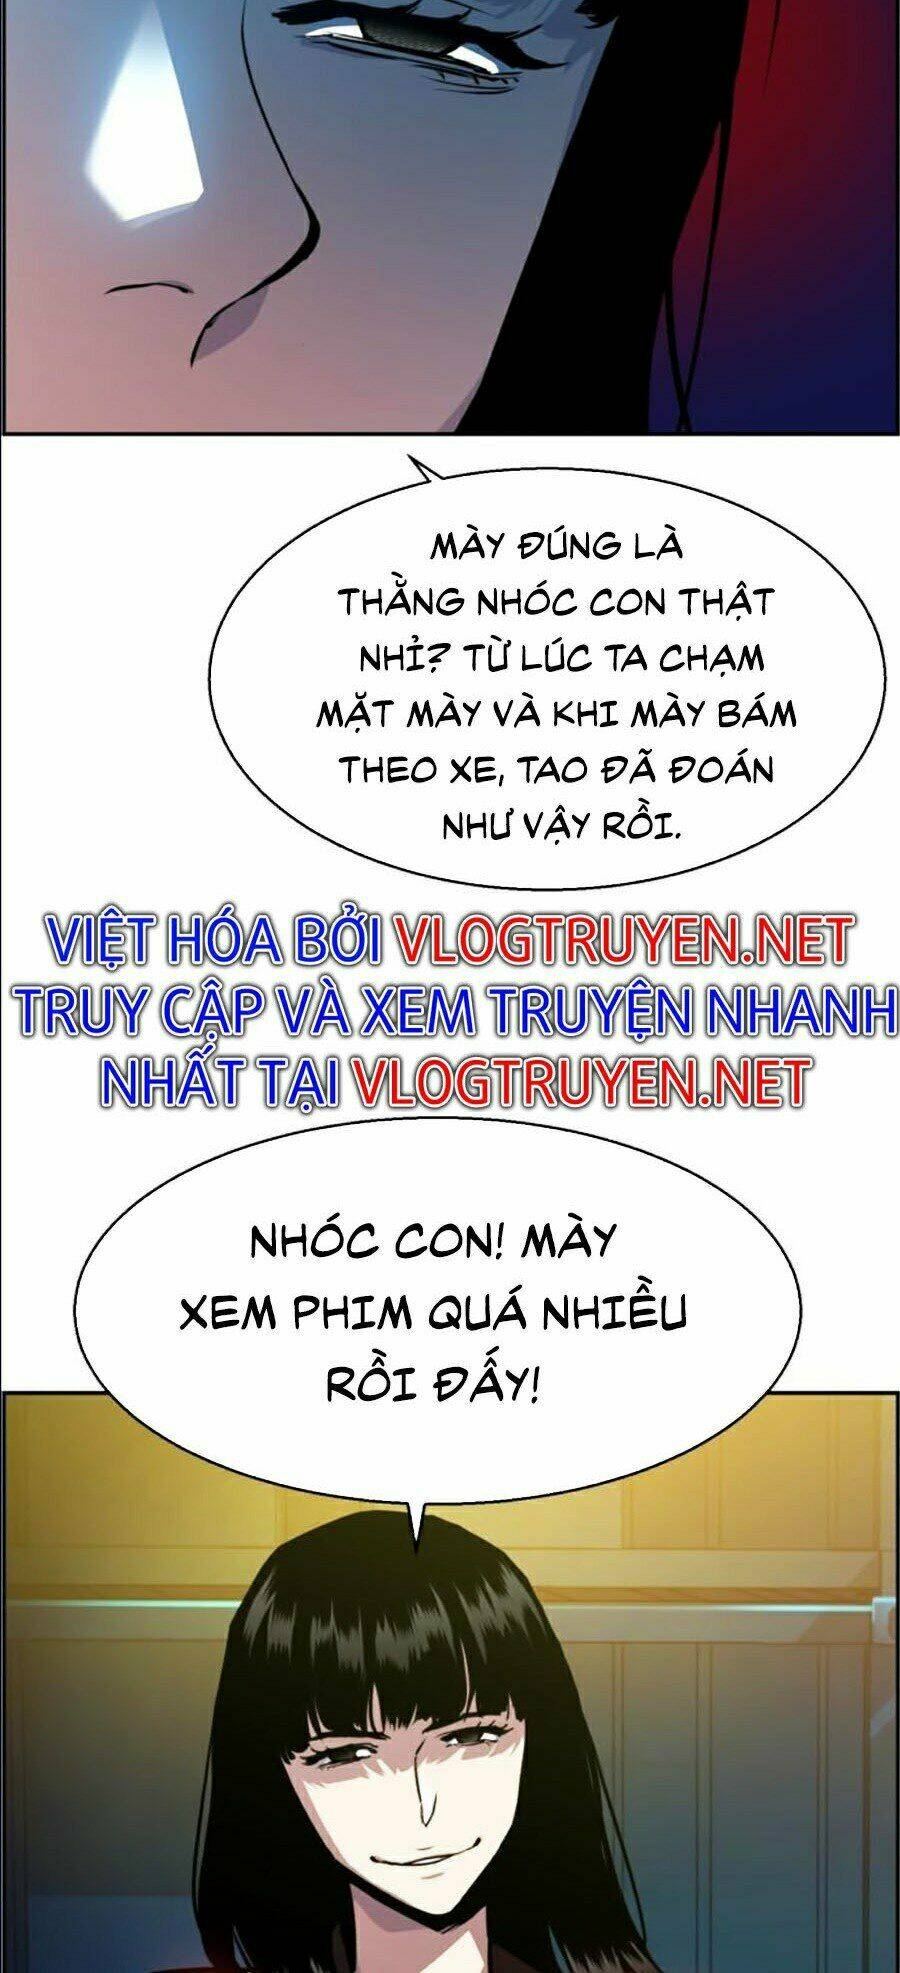 MÀY ĐÚNG LÀ
THẰNG NHÓC CON THẬT
NHỈ? TỪ LÚC TA CHẠM
MẶT MÀY VÀ KHI MÀY BÁM
THEO XE, TAO ĐÃ ĐOÁN
NHƯ VẬY RỒI.
VIỆT HÓA BỞI VLOGTRUYEN.NET
TRUY CẬP VÀ XEM TRUYỆN NHANH
NHẤT TẠI VLOGTRUYEN.NET
NHÓC CON! MÀY
XEM PHIM QUÁ NHIỀU
RỒI ĐẤY!